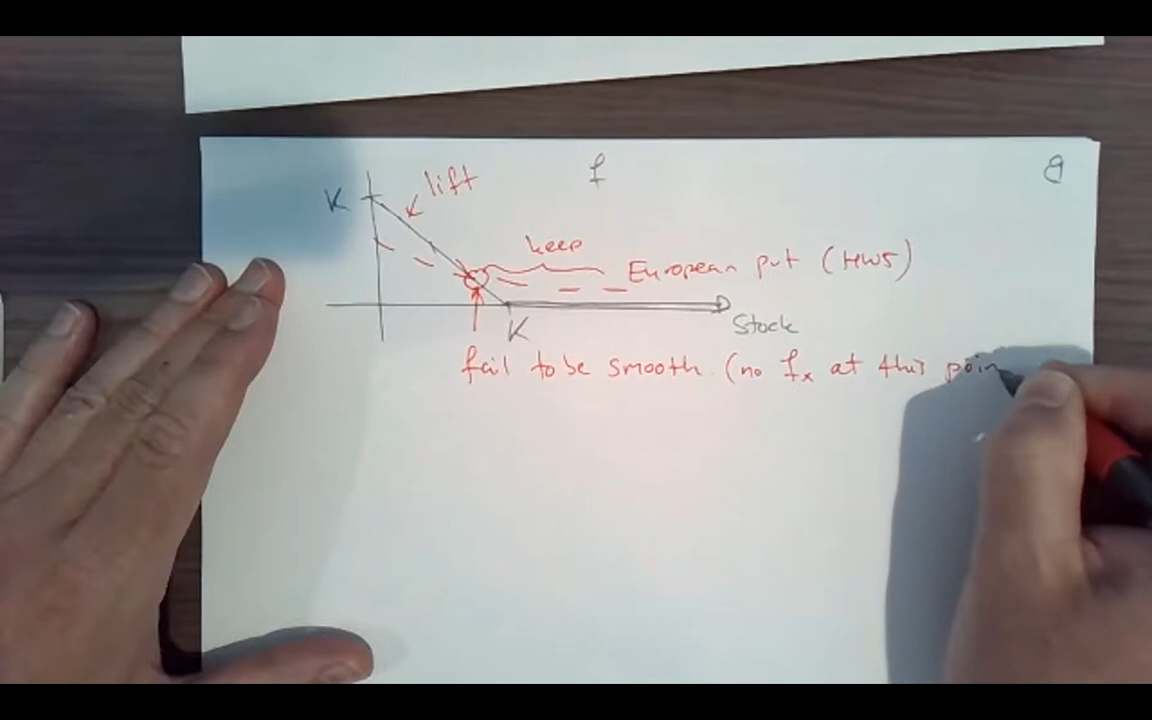 f
8
K
lift
keep
European put (HW5)
K
Stock
fail to be smooth. (no fx at this poin